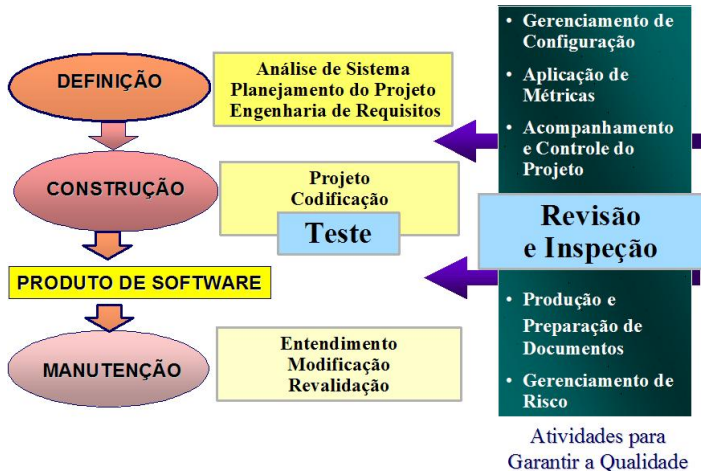 DEFINIÇÃO
Análise de Sistema
Planejamento do Projeto
Engenharia de Requisitos
CONSTRUÇÃO
Projeto
Codificação
Teste
PRODUTO DE SOFTWARE
MANUTENÇÃO
Entendimento
Modificação
Revalidação
• Gerenciamento de
Configuração
• Aplicação de
Métricas
• Acompanhamento
e Controle do
Projeto
Revisão
e Inspeção
• Produção e
Preparação de
Documentos
• Gerenciamento de
Risco
Atividades para
Garantir a Qualidade